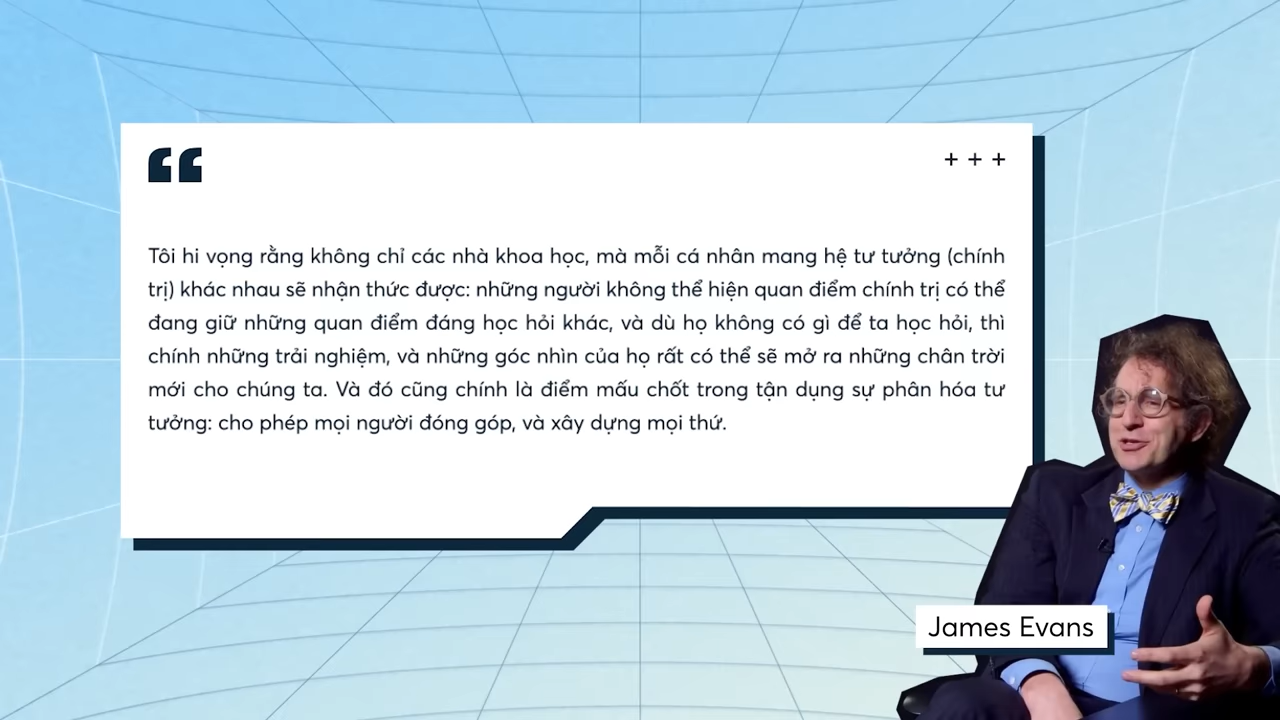 “
+ + +
Tôi hi vọng rằng không chỉ các nhà khoa học, mà mỗi cá nhân mang hệ tư tưởng (chính
trị) khác nhau sẽ nhận thức được: những người không thể hiện quan điểm chính trị có thể
đang giữ những quan điểm đáng học hỏi khác, và dù họ không có gì để ta học hỏi, thì
chính những trải nghiệm, và những góc nhìn của họ rất có thể sẽ mở ra những chân trời
mới cho chúng ta. Và đó cũng chính là điểm mấu chốt trong tận dụng sự phân hóa tư
tưởng: cho phép mọi người đóng góp, và xây dựng mọi thứ.
James Evans